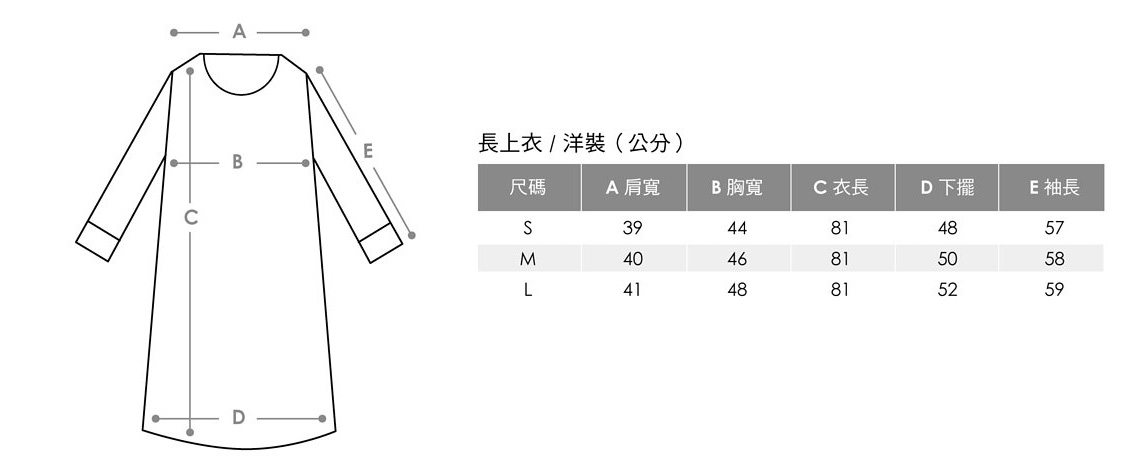 A
B
C
D
E
長上衣 / 洋裝（公分）
尺碼 A 肩寬 B 胸寬 C 衣長 D 下擺 E 袖長
S 39 44 81 48 57
M 40 46 81 50 58
L 41 48 81 52 59